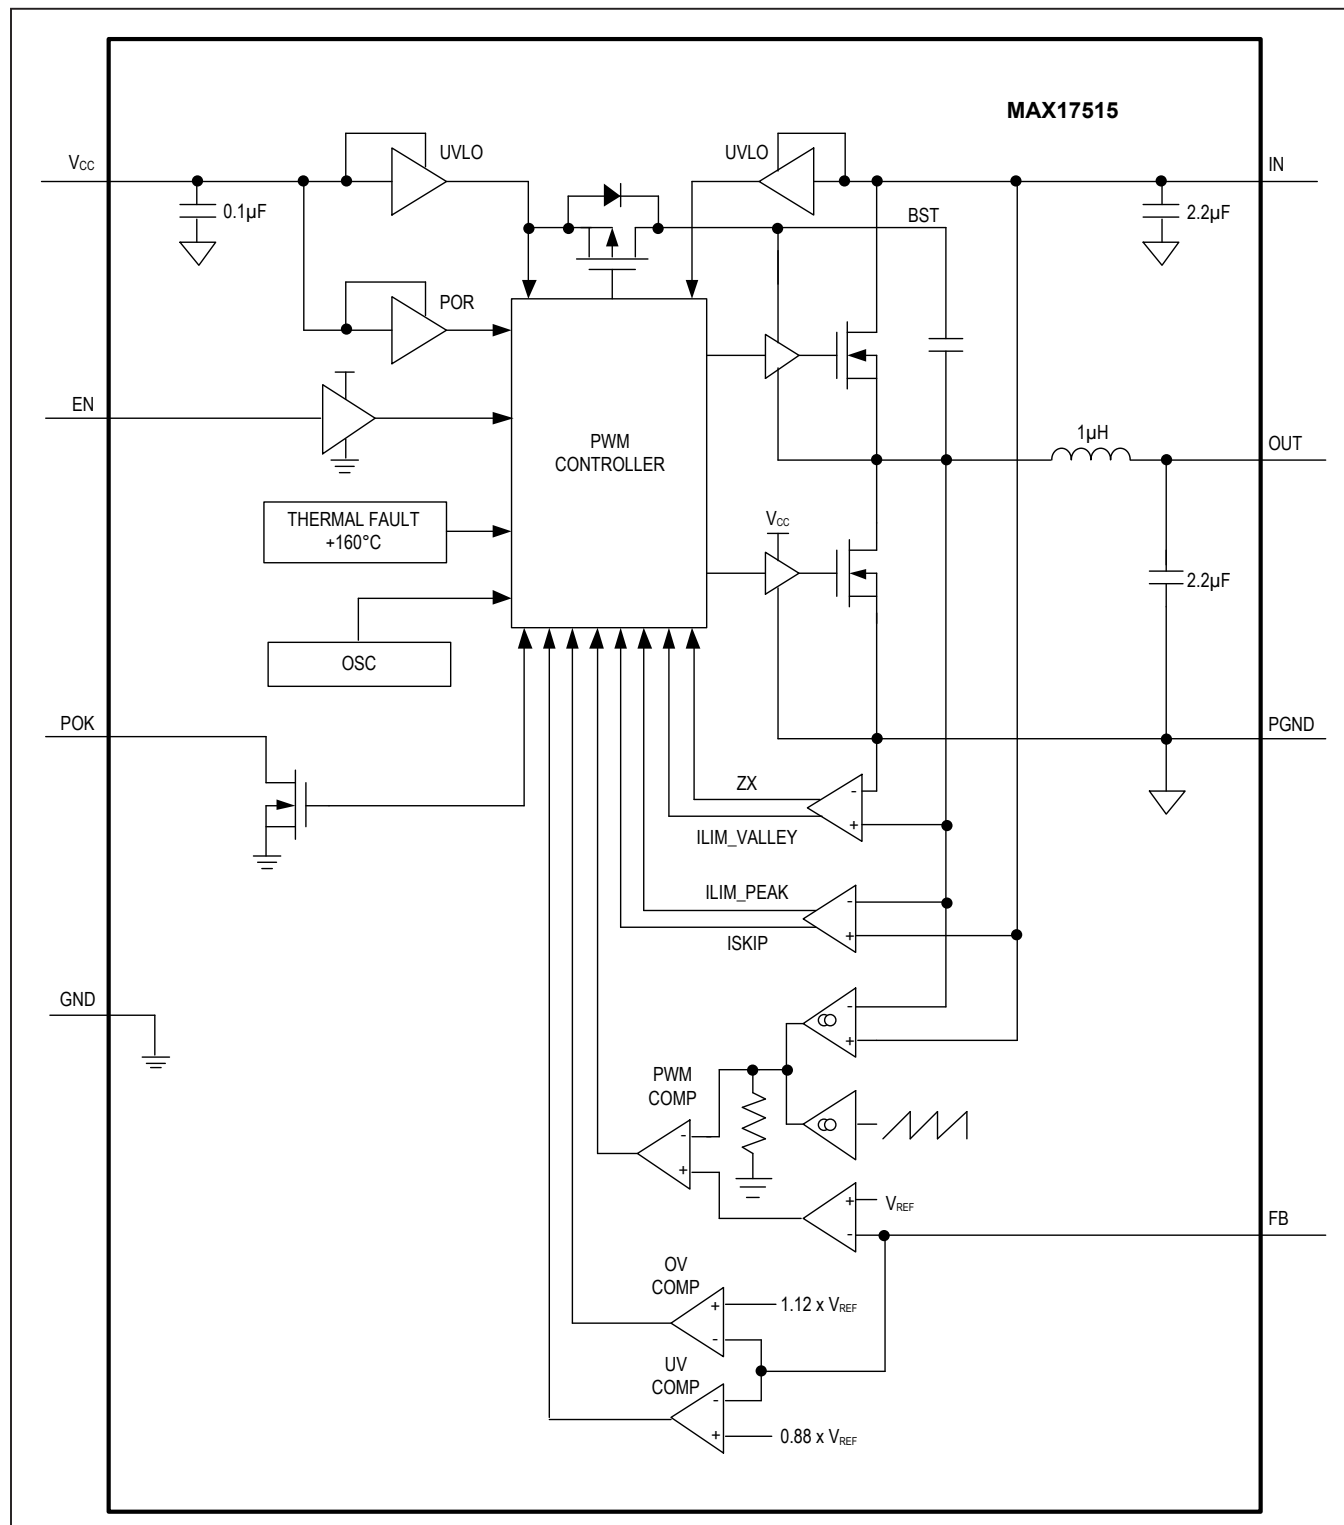 MAX17515
VCC
UVLO
UVLO
IN
0.1µF
BST
2.2µF
POR
EN
PWM
CONTROLLER
1µH
OUT
THERMAL FAULT
+160°C
VCC
2.2µF
OSC
POK
PGND
ZX
-
+
ILIM_VALLEY
ILIM_PEAK
-
+
ISKIP
GND
-
+
PWM
COMP
-
+
+
VREF
-
FB
OV
COMP
+
1.12 x VREF
-
UV
COMP
-
+
0.88 x VREF